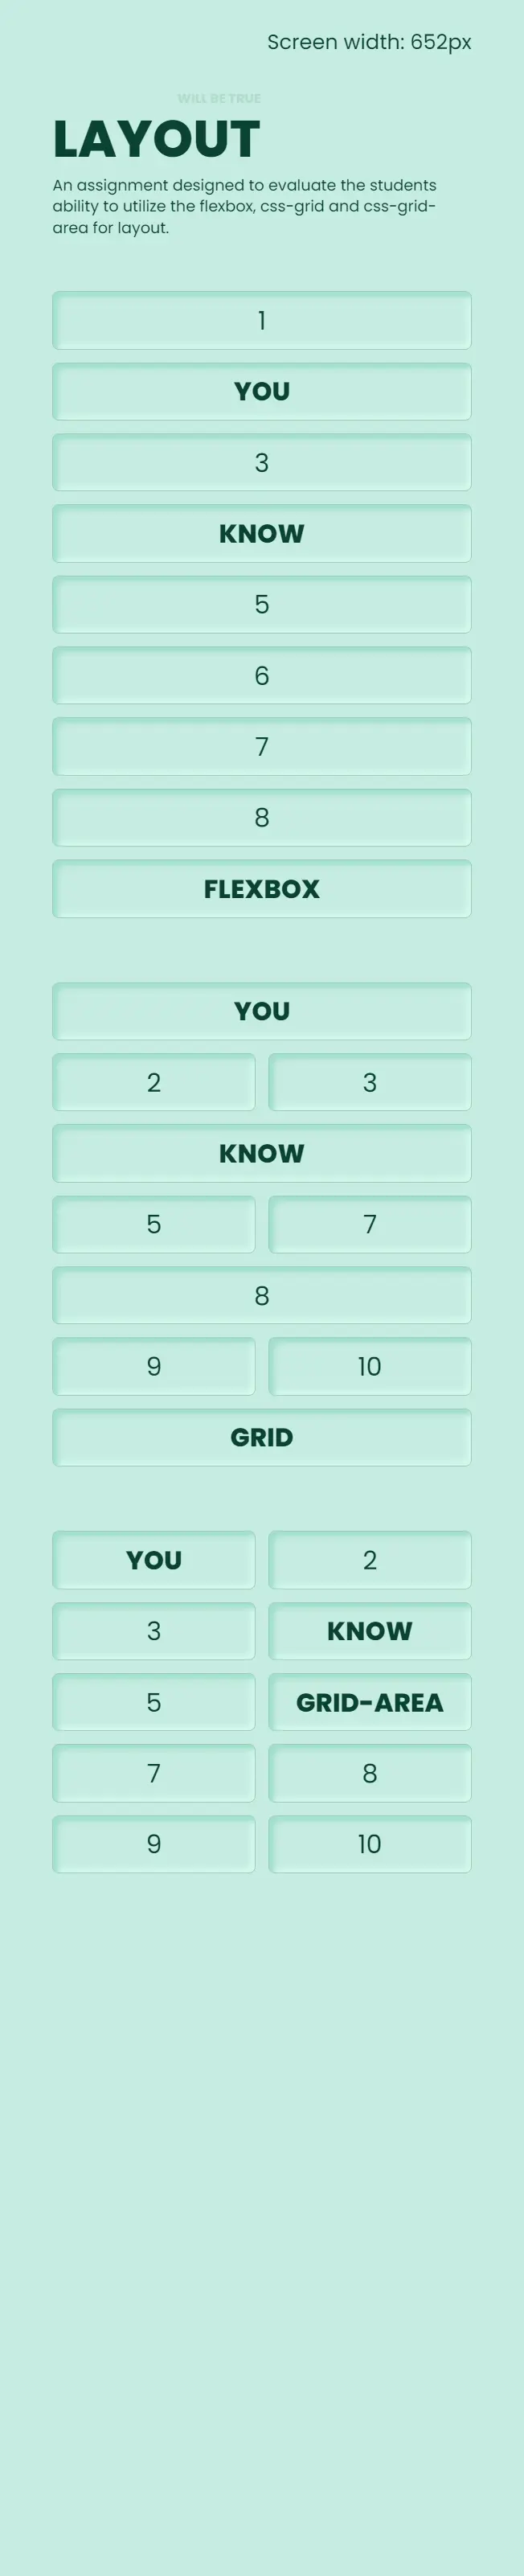 Screen width: 652px
WILL BE TRUE
LAYOUT
An assignment designed to evaluate the students
ability to utilize the flexbox, css-grid and css-grid-
area for layout.
1
YOU
3
KNOW
5
6
7
8
FLEXBOX
YOU
2 3
KNOW
5 7
8
9 10
GRID
YOU 2
3 KNOW
5 GRID-AREA
7 8
9 10